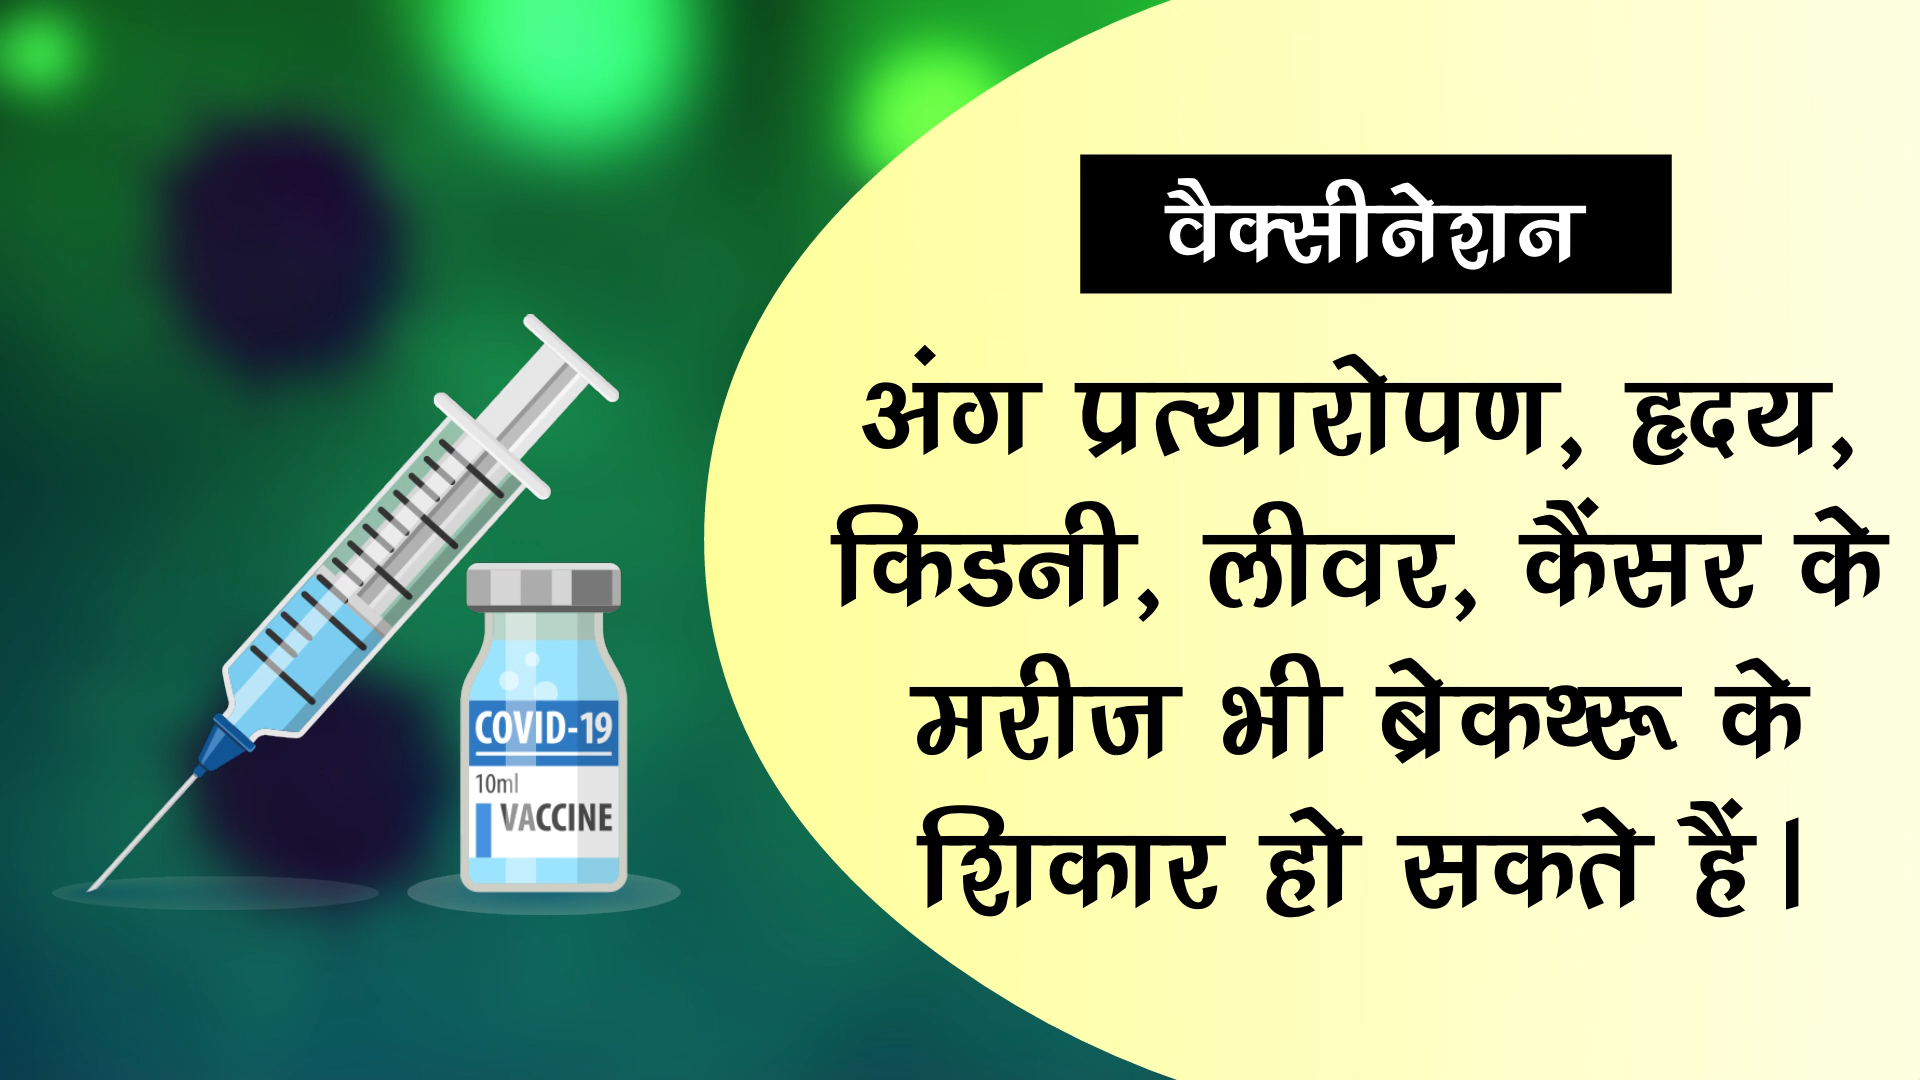 वैक्सीनेशन
अंग प्रत्यारोपण, हृदय,
किडनी, लीवर, कैंसर के
मरीज भी ब्रेकथ्रू के
शिकार हो सकते हैं।
COVID-19
10ml
VACCINE